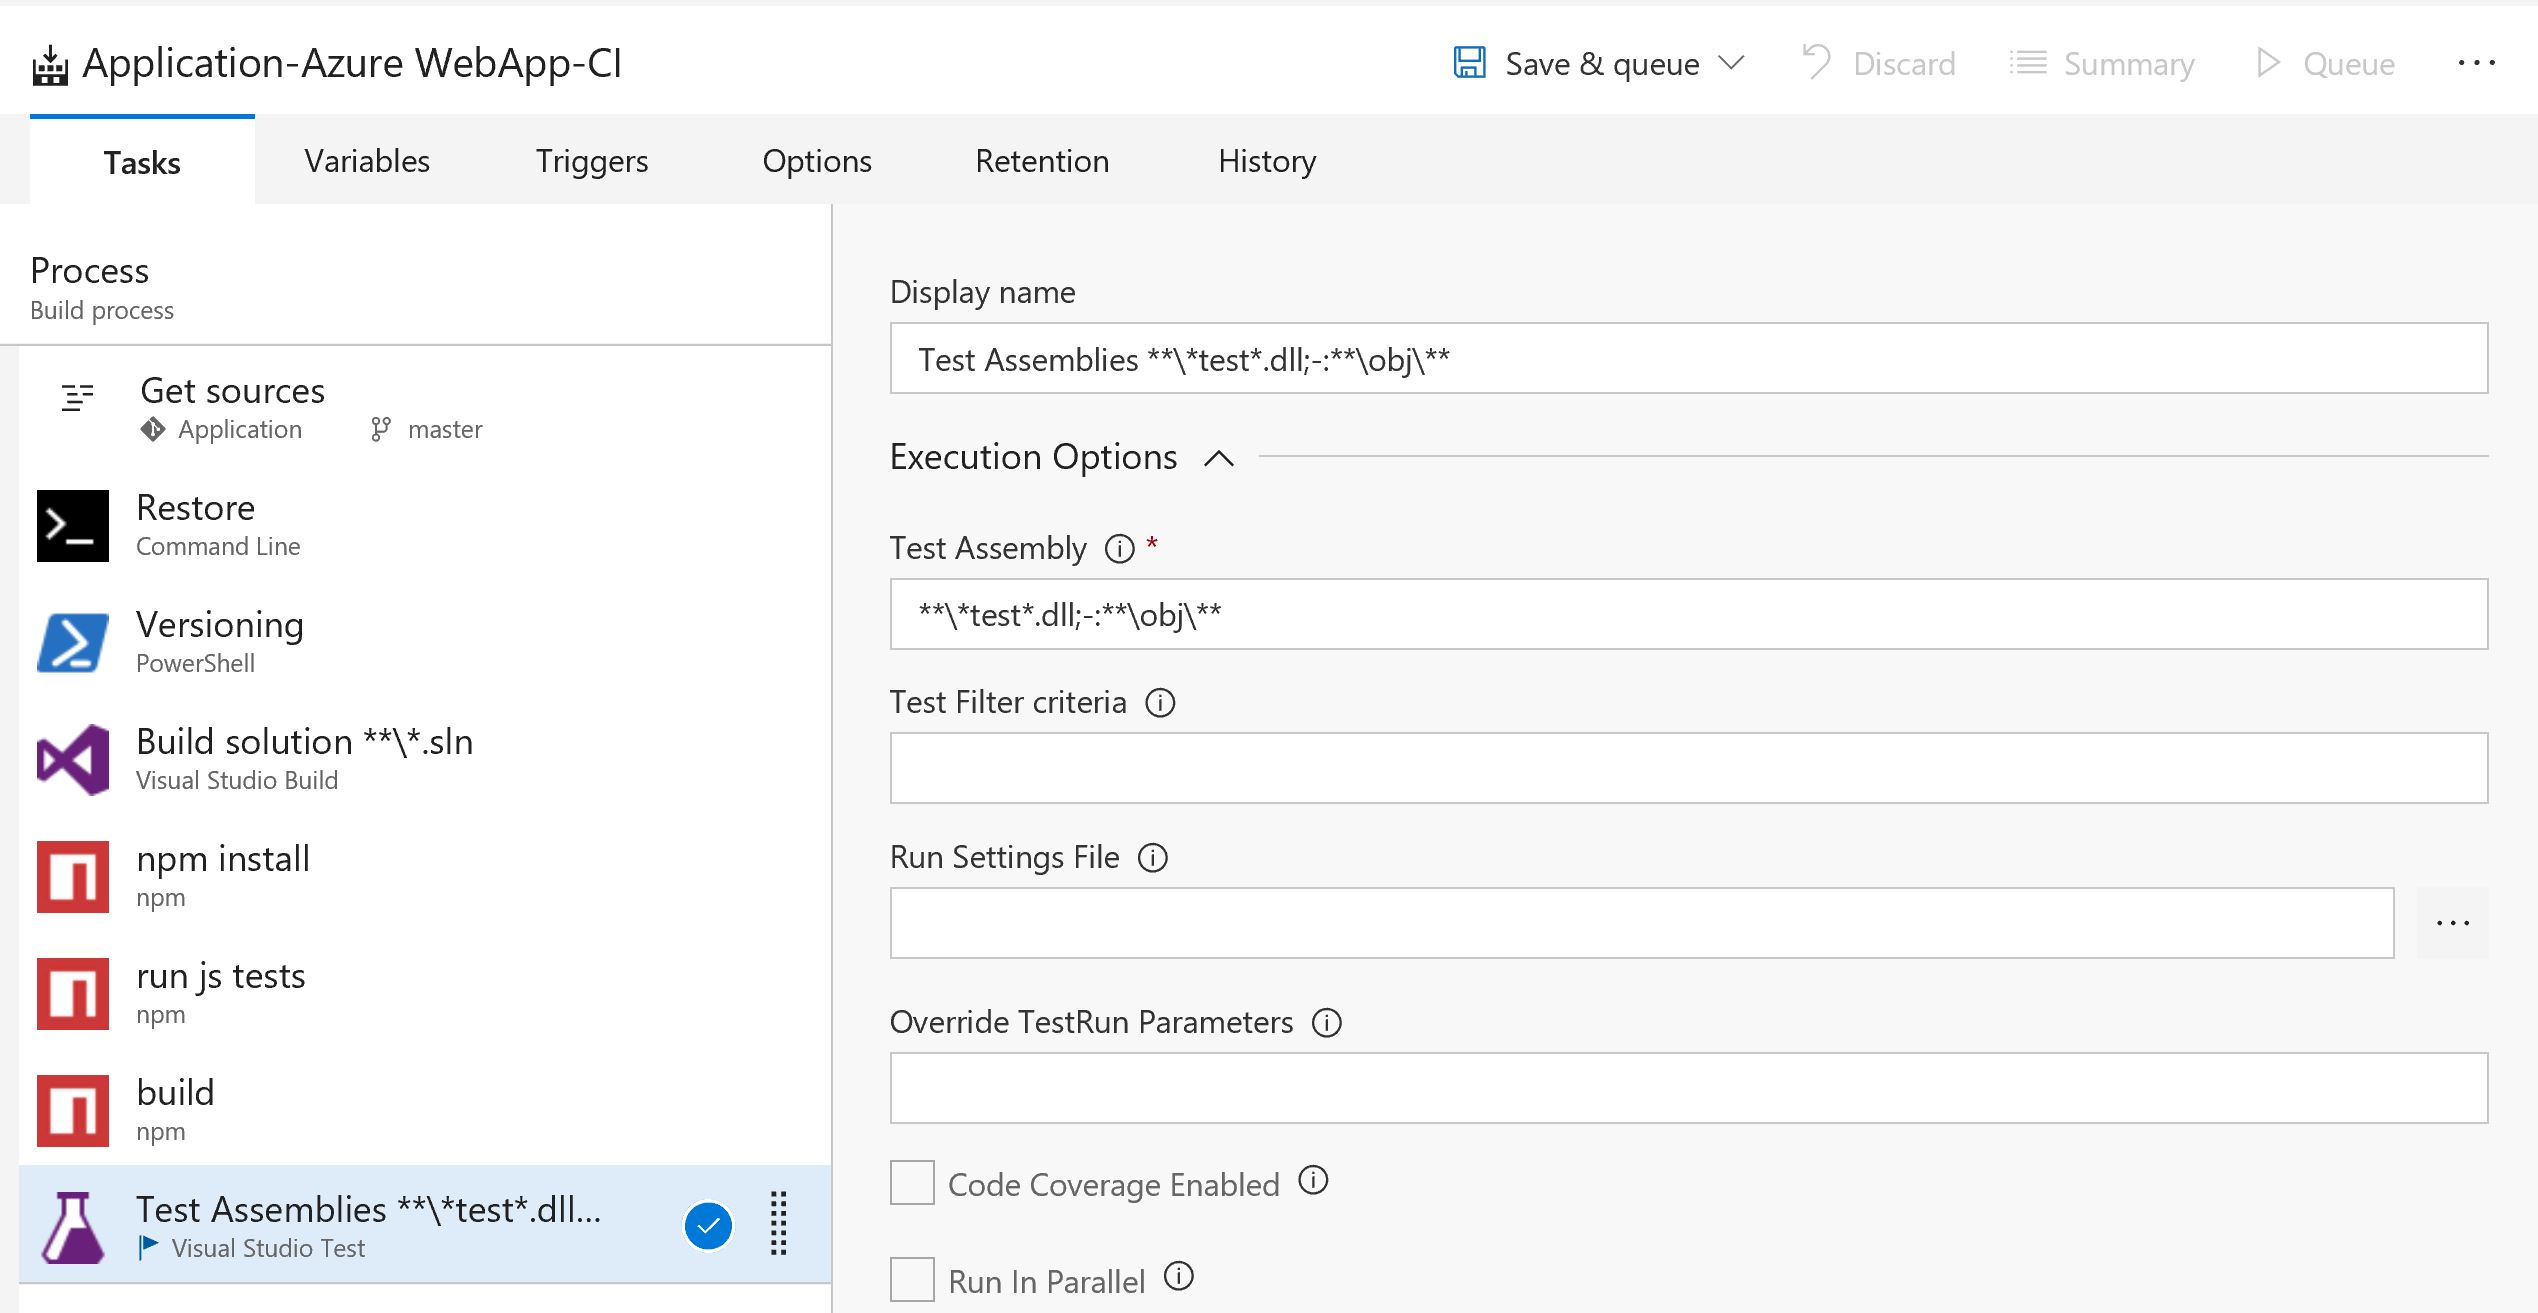 Application-Azure WebApp-CI
Save & queue
Discard
Summary
Queue
...
Tasks
Variables
Triggers
Options
Retention
History
Process
Build process
Get sources
Application
master
Restore
Command Line
Versioning
PowerShell
Build solution **\*.sln
Visual Studio Build
npm install
npm
run js tests
npm
build
npm
Test Assemblies **\*test*.dll...
Visual Studio Test
Display name
Test Assemblies **\*test*.dll;-:**\obj\**
Execution Options
Test Assembly *
**\*test*.dll;-:**\obj\**
Test Filter criteria
Run Settings File
...
Override TestRun Parameters
Code Coverage Enabled
Run In Parallel